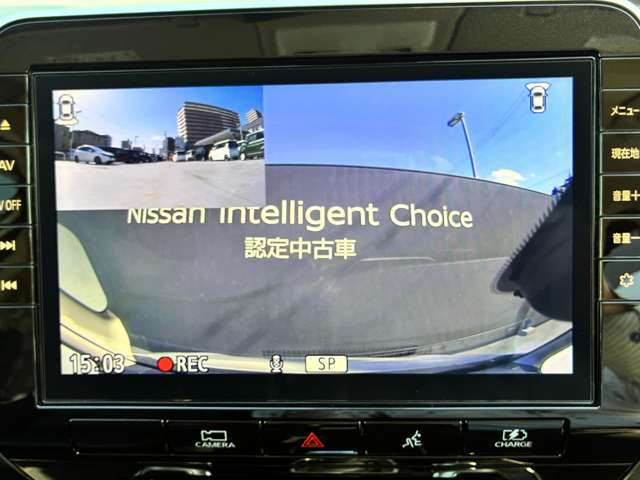 メニュー
AV
現在地
W OFF
音量＋
Nissan Intelligent Choice
認定中古車
音量－
15:03 REC SP
CAMERA
CHARGE